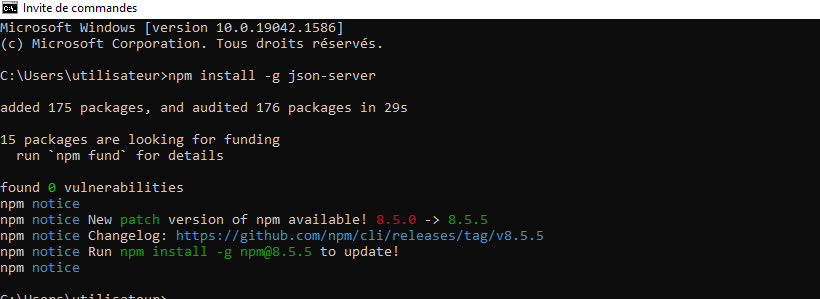 Invite de commandes
Microsoft Windows [version 10.0.19042.1586]
(c) Microsoft Corporation. Tous droits réservés.
C:\Users\utilisateur>npm install -g json-server
added 175 packages, and audited 176 packages in 29s
15 packages are looking for funding
  run `npm fund` for details
found 0 vulnerabilities
npm notice
npm notice New patch version of npm available! 8.5.0 -> 8.5.5
npm notice Changelog: https://github.com/npm/cli/releases/tag/v8.5.5
npm notice Run npm install -g npm@8.5.5 to update!
npm notice
C:\Users\utilisateur>